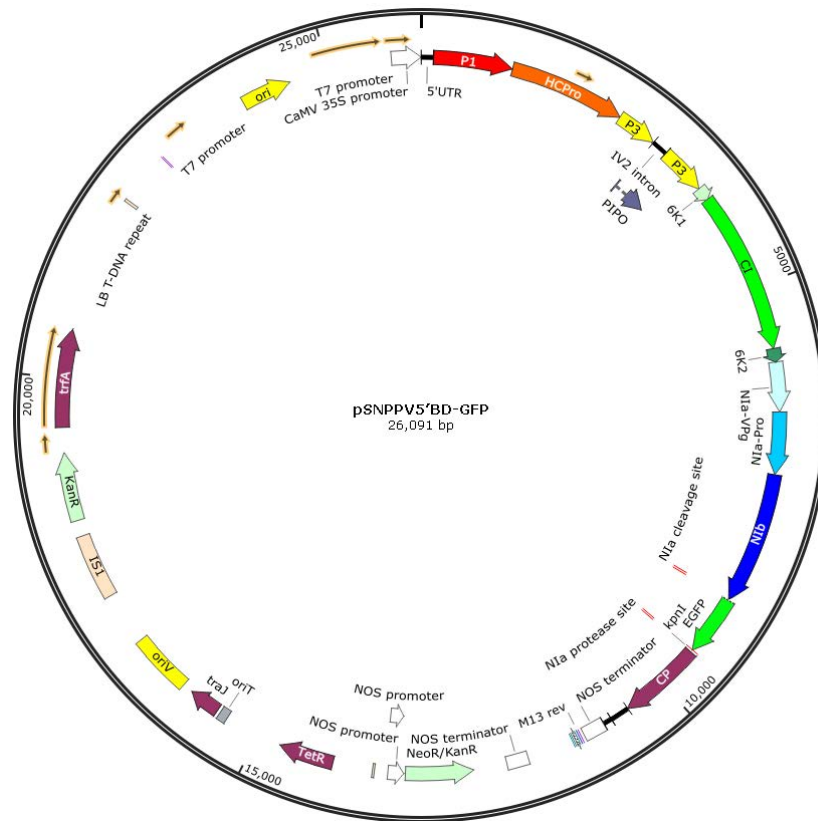 25,000
T7 promoter
CaMV 35S promoter
5'UTR
P1
HCPro
P3
IV2 intron
P3
PIPO
6K1
CI
5000
6K2
NIa-VPg
NIa-Pro
NIb
NIa cleavage site
EGFP
kpnI
NIa protease site
CP
10,000
NOS terminator
M13 rev
NOS terminator
NeoR/KanR
NOS promoter
NOS promoter
TetR
15,000
oriT
traJ
oriV
IS1
KanR
trfA
20,000
LB T-DNA repeat
T7 promoter
ori
pSNPPV5'BD-GFP
26,091 bp